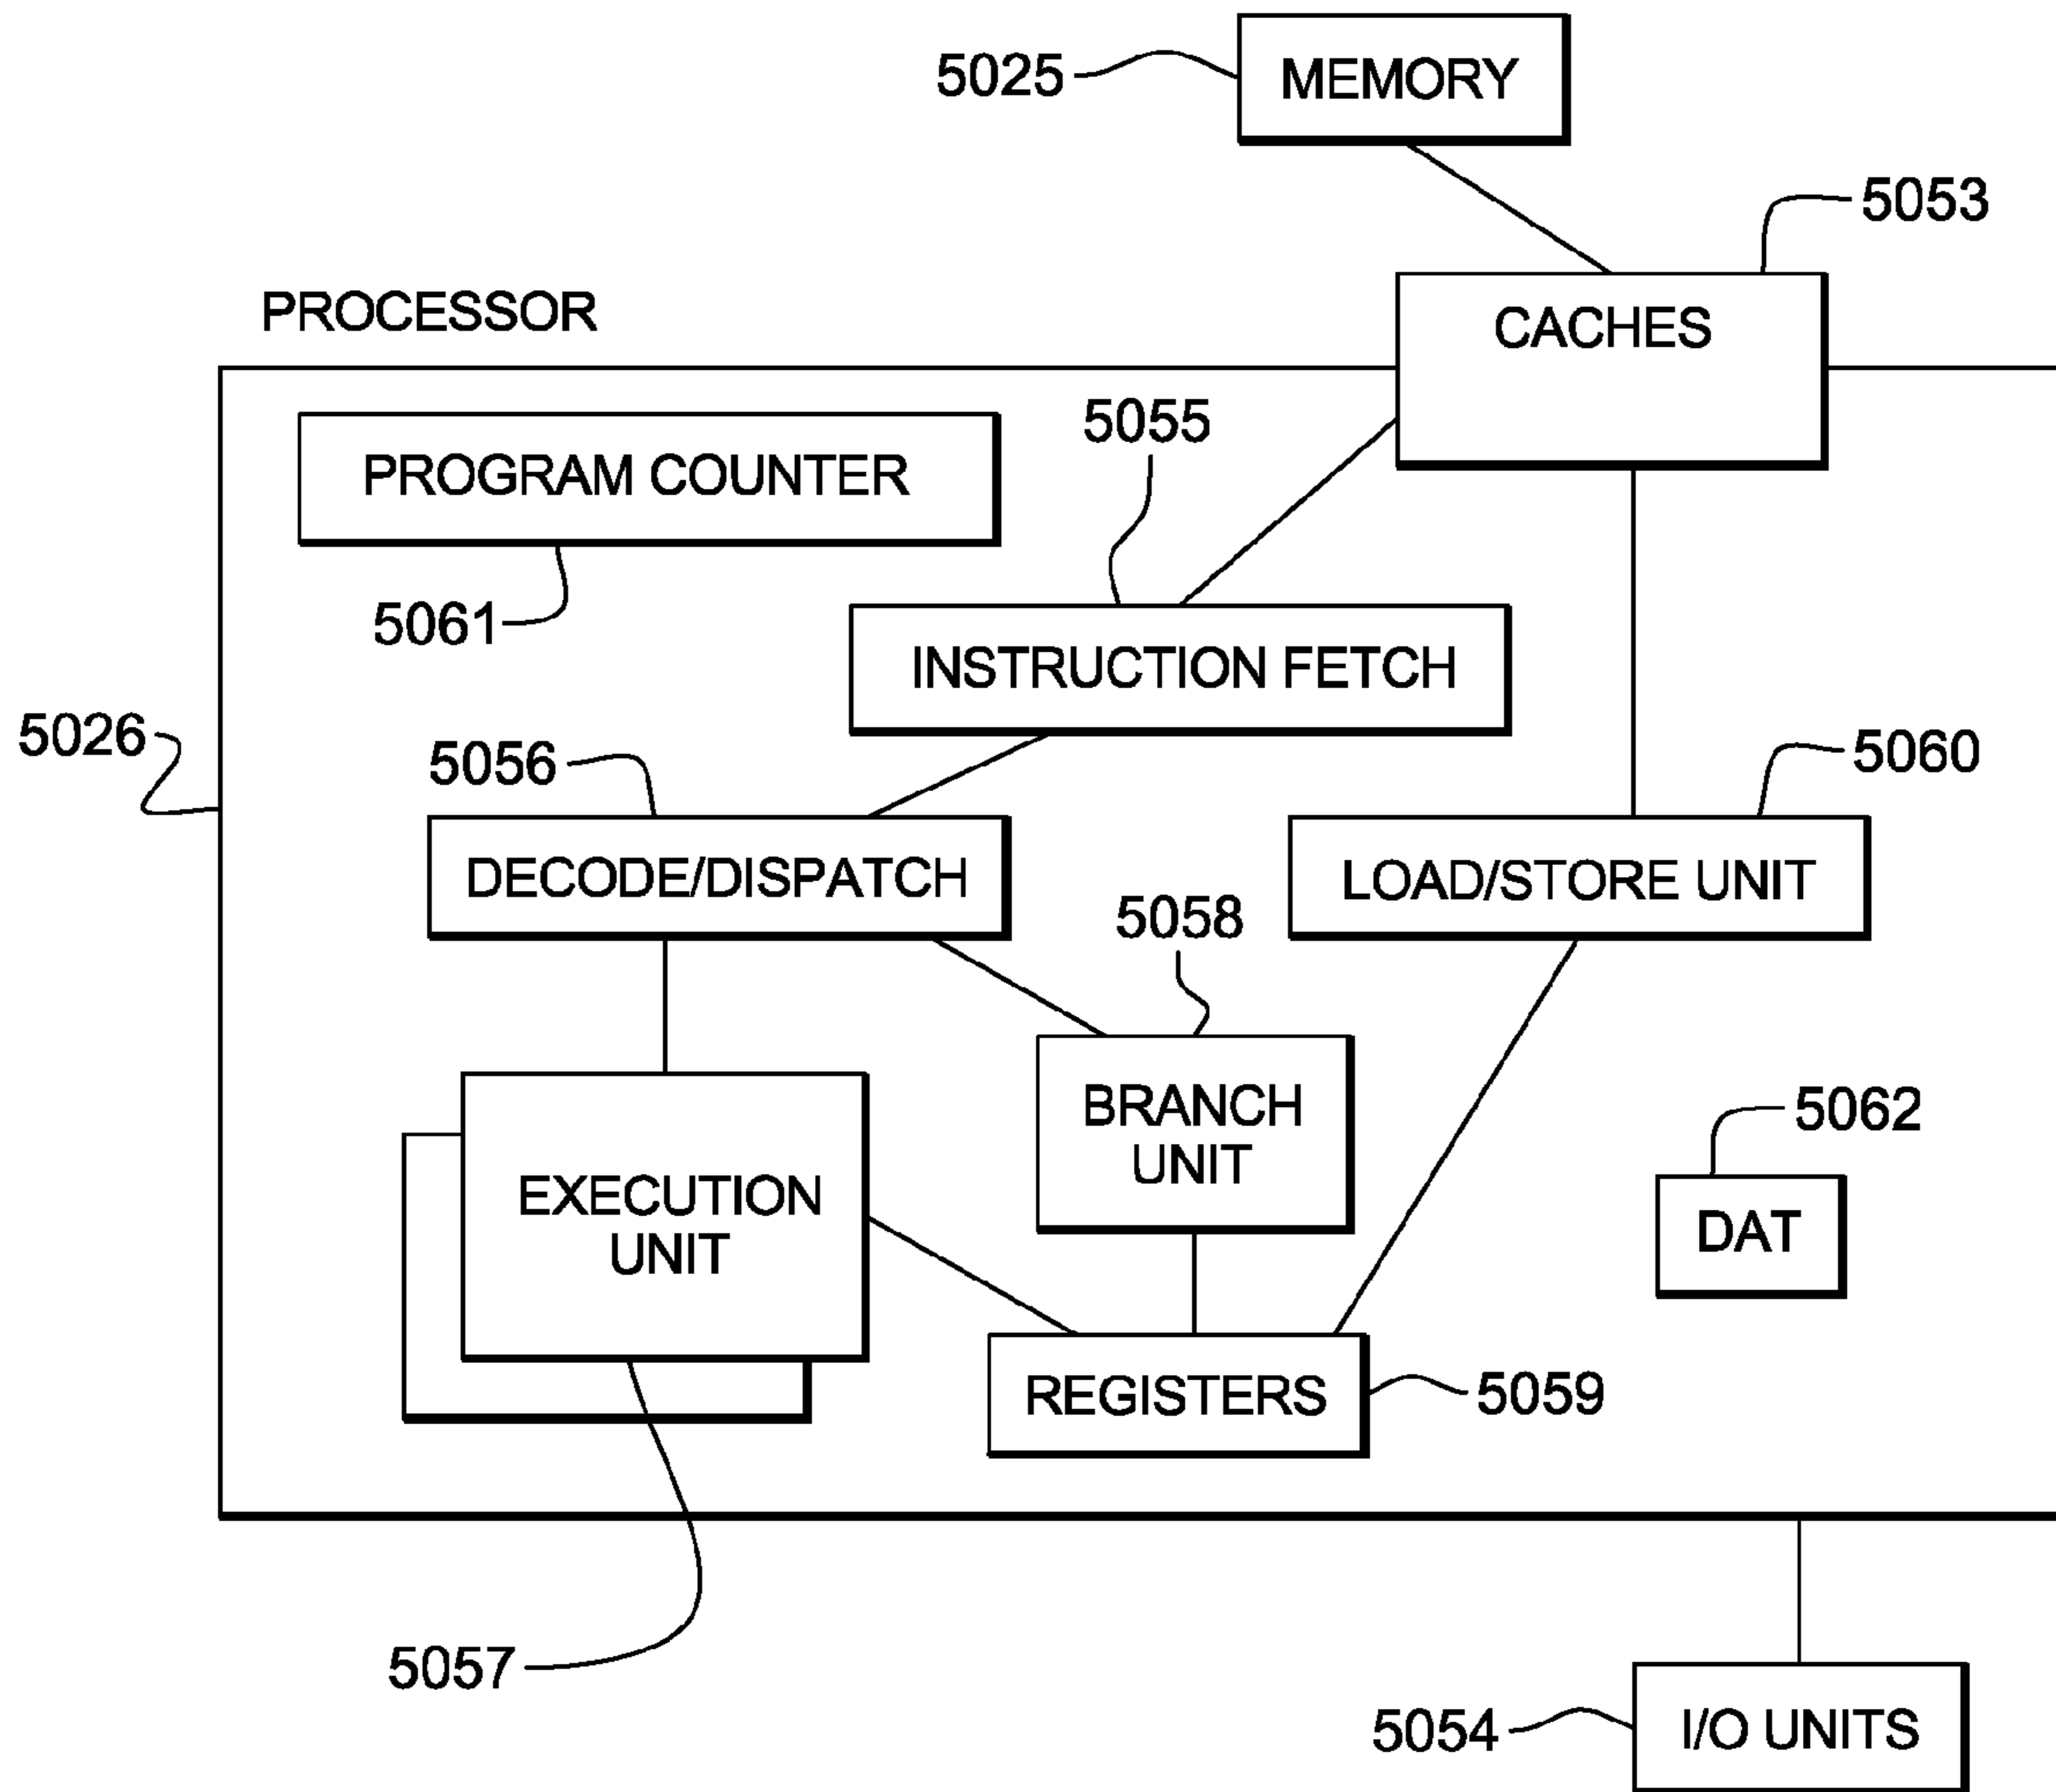 MEMORY
5025
5053
CACHES
PROCESSOR
PROGRAM COUNTER
5055
5061
INSTRUCTION FETCH
5026
5056
5060
DECODE/DISPATCH
LOAD/STORE UNIT
5058
BRANCH
UNIT
5062
EXECUTION
UNIT
DAT
REGISTERS
5059
5057
5054
I/O UNITS